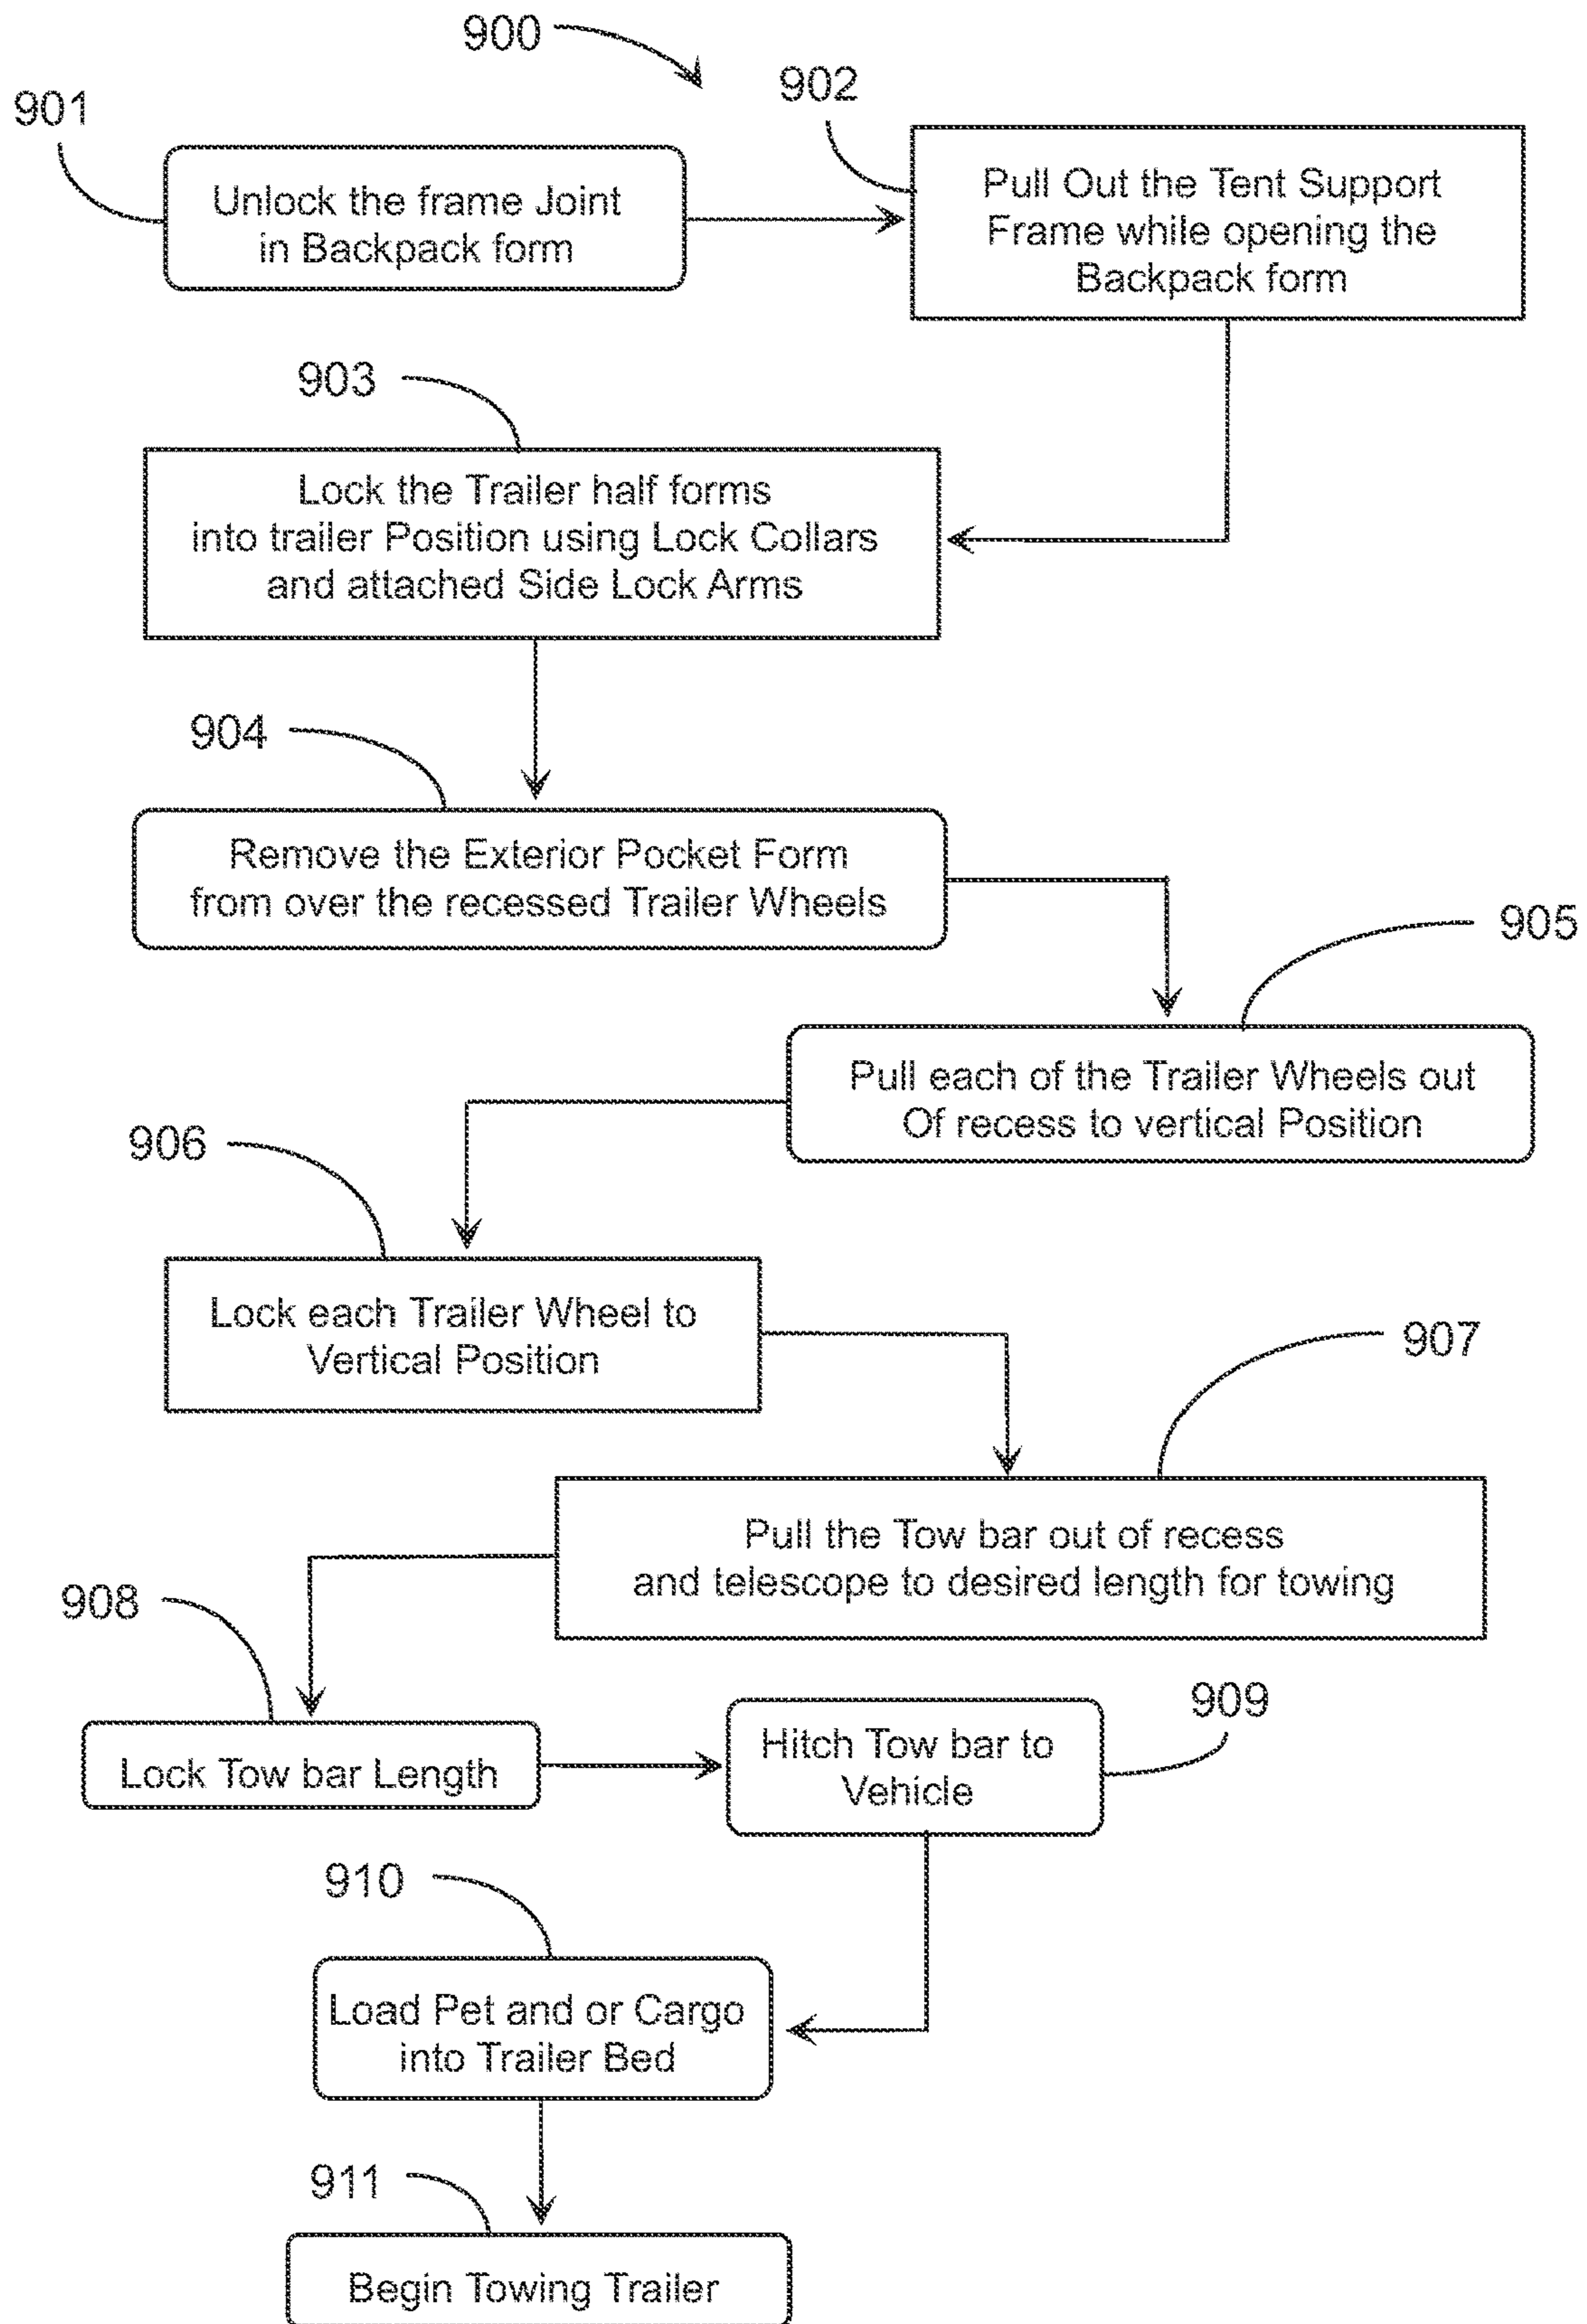 900
901
902
Unlock the frame Joint
in Backpack form
Pull Out the Tent Support
Frame while opening the
Backpack form
903
Lock the Trailer half forms
into trailer Position using Lock Collars
and attached Side Lock Arms
904
Remove the Exterior Pocket Form
from over the recessed Trailer Wheels
905
Pull each of the Trailer Wheels out
Of recess to vertical Position
906
Lock each Trailer Wheel to
Vertical Position
907
Pull the Tow bar out of recess
and telescope to desired length for towing
908
Lock Tow bar Length
909
Hitch Tow bar to
Vehicle
910
Load Pet and or Cargo
into Trailer Bed
911
Begin Towing Trailer